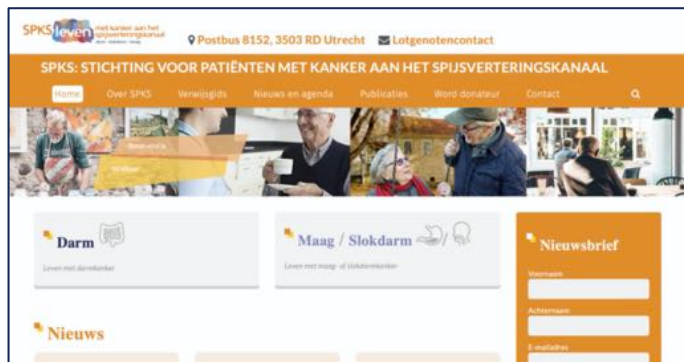 SPKS leven met kanker aan het
spijsverteringskanaal
Postbus 8152, 3503 RD Utrecht Lotgenotencontact
SPKS: STICHTING VOOR PATIËNTEN MET KANKER AAN HET SPIJSVERTERINGSKANAAL
Home Over SPKS Verwijsgids Nieuws en agenda Publicaties Word donateur Contact
Darm
Leven met darmkanker
Maag / Slokdarm
Leven met maag- of slokdarmkanker
Nieuwsbrief
Voornaam
Achternaam
E-mailadres
Nieuws